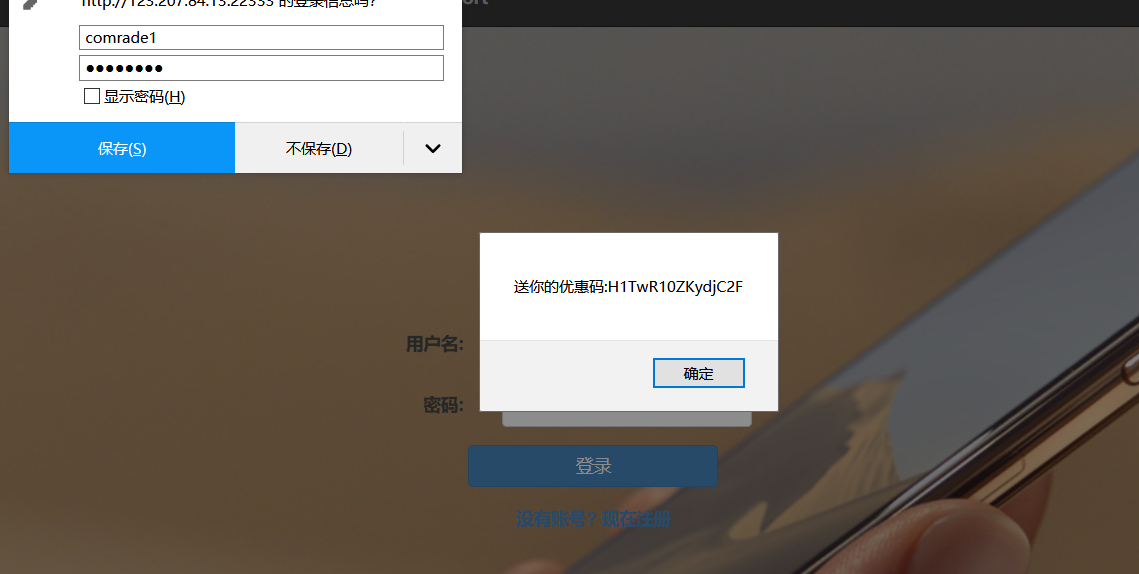 http://123.207.84.13:22333 的登录信息吗?
comrade1
显示密码(H)
保存(S)
不保存(D)
送你的优惠码:H1TwR10ZKydjC2F
确定
用户名:
密码:
登录
没有账号？现在注册